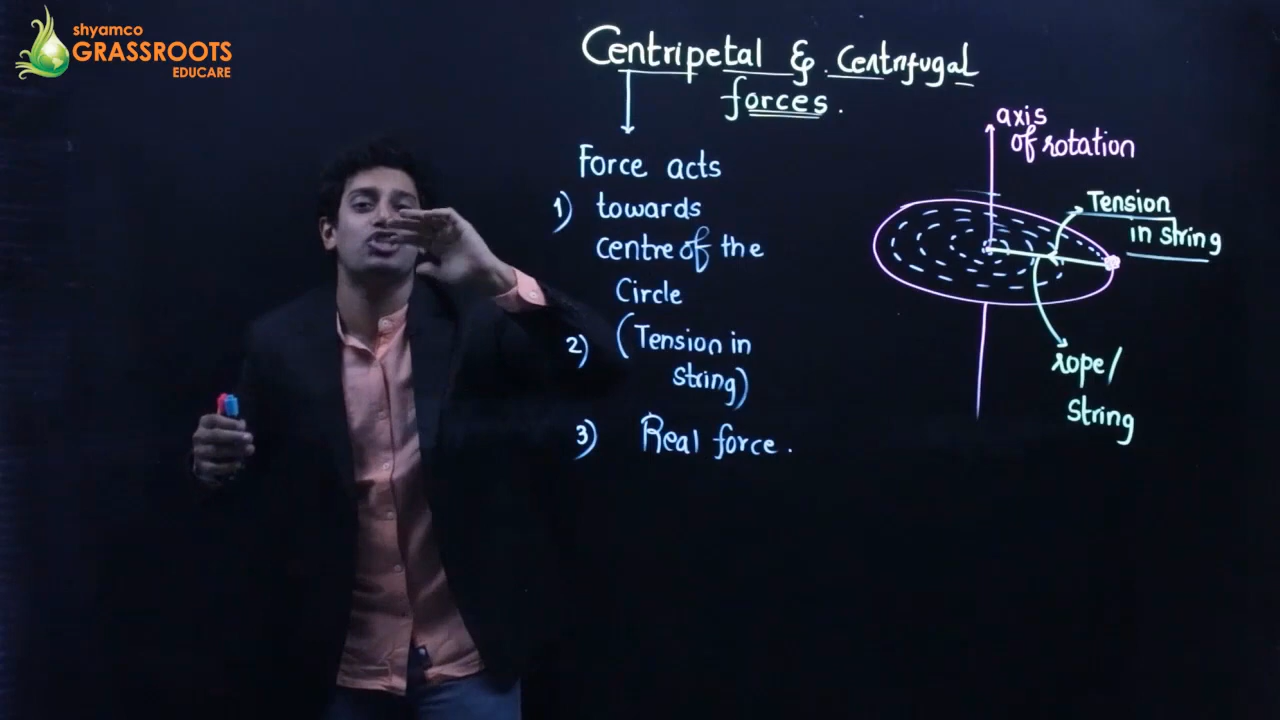 shyamco
GRASSROOTS
EDUCARE
Centripetal & Centrifugal
forces.
Force acts
1) towards
centre of the
Circle
2) (Tension in
string)
3) Real force.
axis
of rotation
Tension
in string
rope/
string